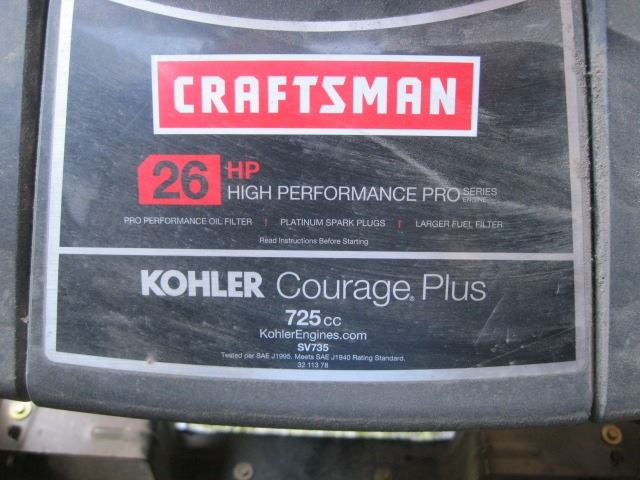 CRAFTSMAN
26 HP
HIGH PERFORMANCE PRO SERIES ENGINE
PRO PERFORMANCE OIL FILTER PLATINUM SPARK PLUGS LARGER FUEL FILTER
Read Instructions Before Starting
KOHLER Courage® Plus
725cc
KohlerEngines.com
SV735
Tested per SAE J1995. Meets SAE J1940 Rating Standard.
32 113 78